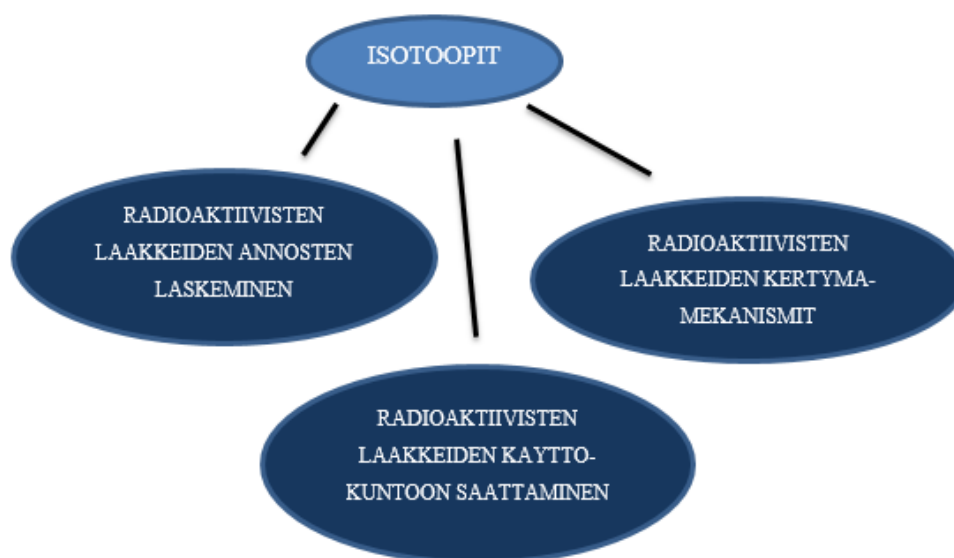 ISOTOOPIT
RADIOAKTIIVISTEN
LAAKKEIDEN ANNOSTEN
LASKEMINEN
RADIOAKTIIVISTEN
LAAKKEIDEN KERTYMA-
MEKANISMIT
RADIOAKTIIVISTEN
LAAKKEIDEN KAYTTO-
KUNTOON SAATTAMINEN